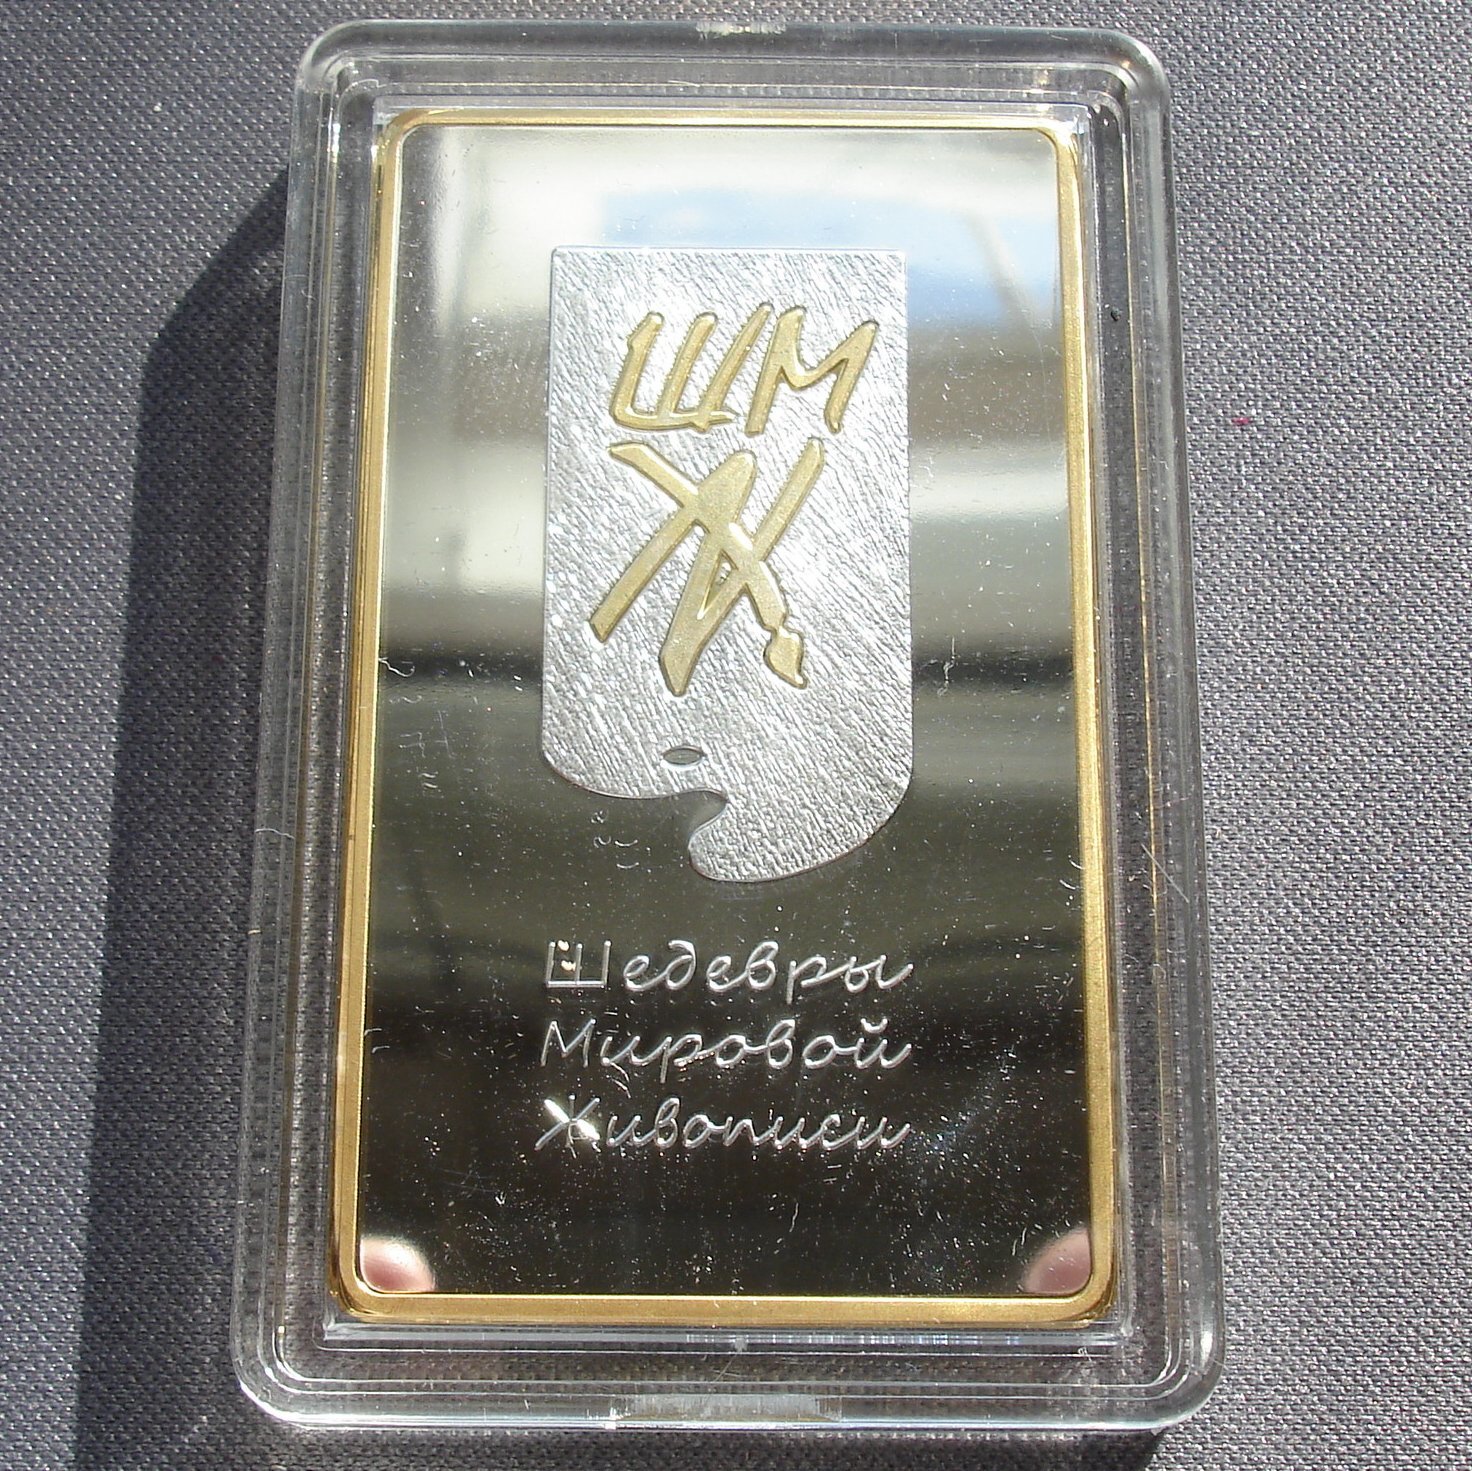 ШМ
Ж
Шедевры
Мировой
Живописи